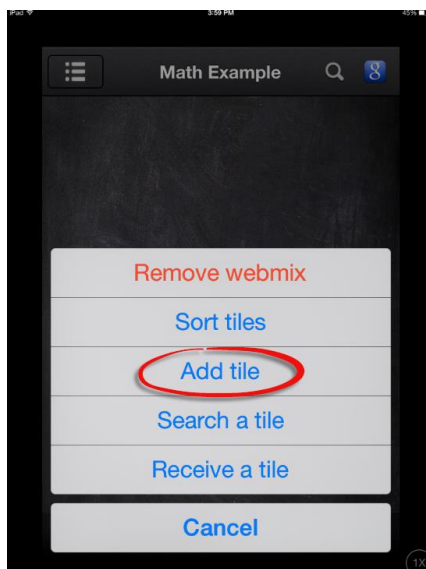 iPad 3:59 PM 45%
Math Example 8
Remove webmix
Sort tiles
Add tile
Search a tile
Receive a tile
Cancel
1X